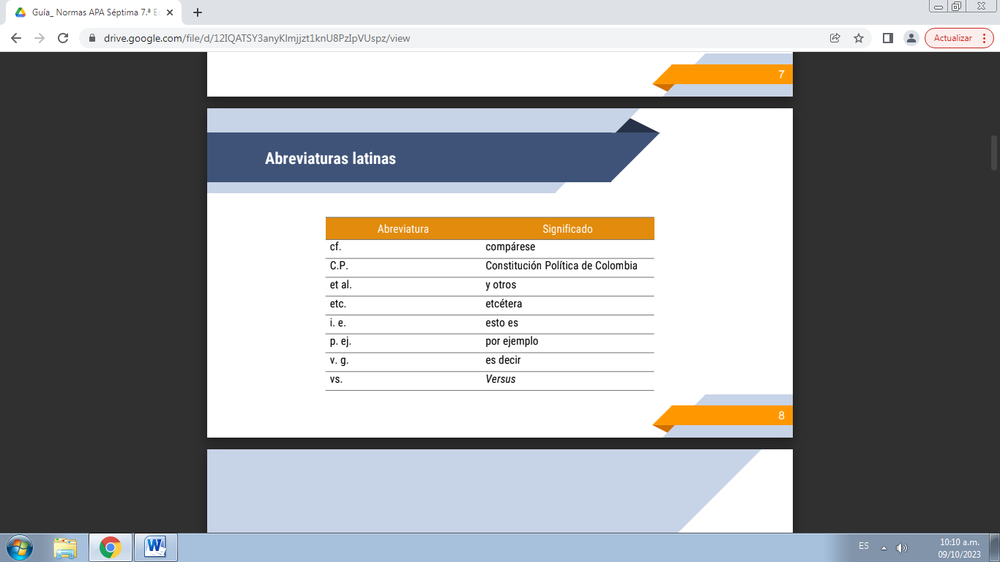 Guía_ Normas APA Séptima 7.ª Ed
drive.google.com/file/d/12IQATSY3anyKlmjjzt1knU8PzIpVUspz/view
Actualizar
7
Abreviaturas latinas
Abreviatura Significado
cf. compárese
C.P. Constitución Política de Colombia
et al. y otros
etc. etcétera
i. e. esto es
p. ej. por ejemplo
v. g. es decir
vs. Versus
8
ES
10:10 a.m.
09/10/2023